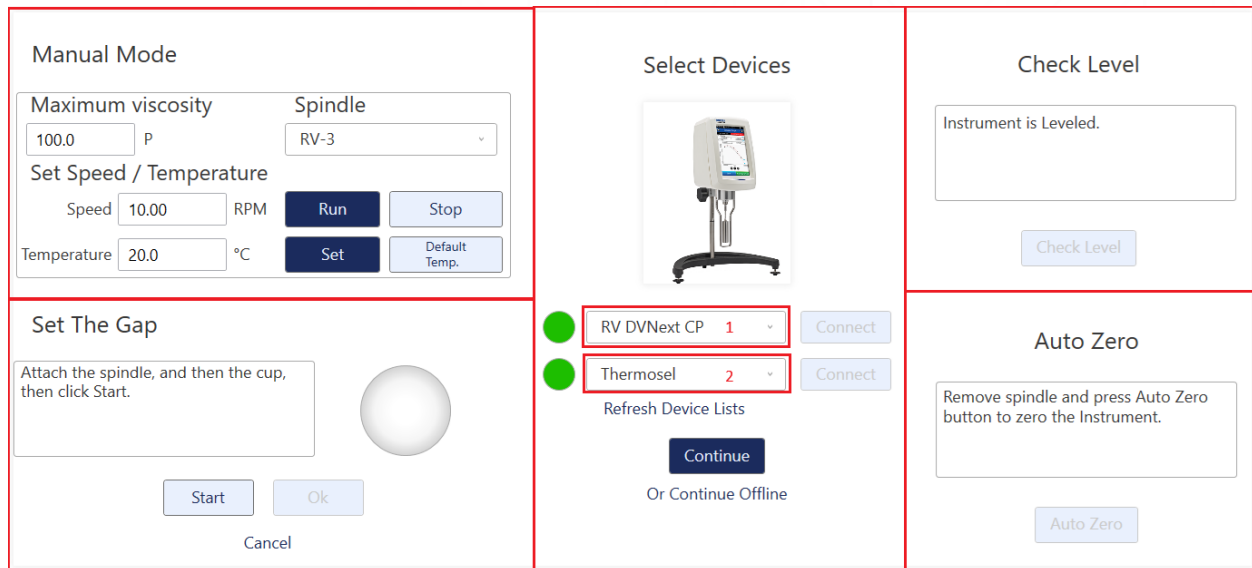 Manual Mode
Maximum viscosity Spindle
100.0 P RV-3
Set Speed / Temperature
Speed 10.00 RPM Run Stop
Temperature 20.0 °C Set Default
Temp.
Set The Gap
Attach the spindle, and then the cup,
then click Start.
Start Ok
Cancel
Select Devices
RV DVNext CP 1 Connect
Thermosel 2 Connect
Refresh Device Lists
Continue
Or Continue Offline
Check Level
Instrument is Leveled.
Check Level
Auto Zero
Remove spindle and press Auto Zero
button to zero the Instrument.
Auto Zero